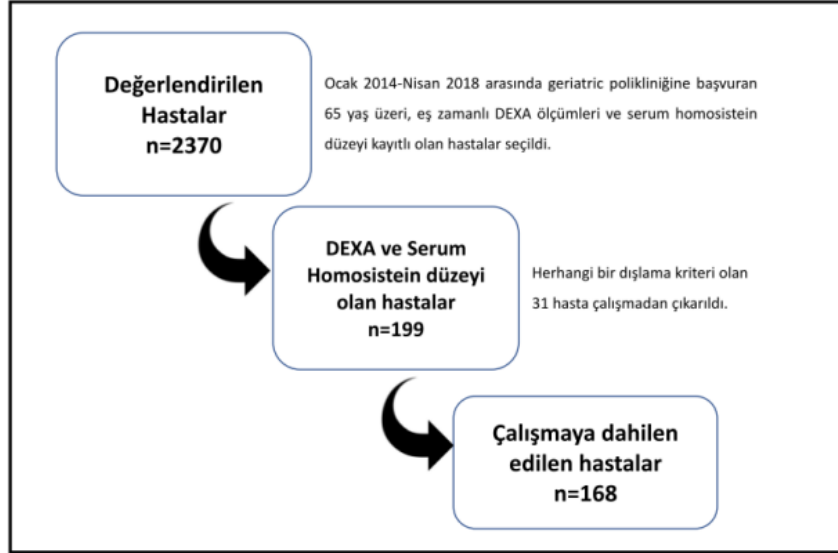 Değerlendirilen
Hastalar
n=2370
Ocak 2014-Nisan 2018 arasında geriatric polikliniğine başvuran
65 yaş üzeri, eş zamanlı DEXA ölçümleri ve serum homosistein
düzeyi kayıtlı olan hastalar seçildi.
DEXA ve Serum
Homosistein düzeyi
olan hastalar
n=199
Herhangi bir dışlama kriteri olan
31 hasta çalışmadan çıkarıldı.
Çalışmaya dahilen
edilen hastalar
n=168